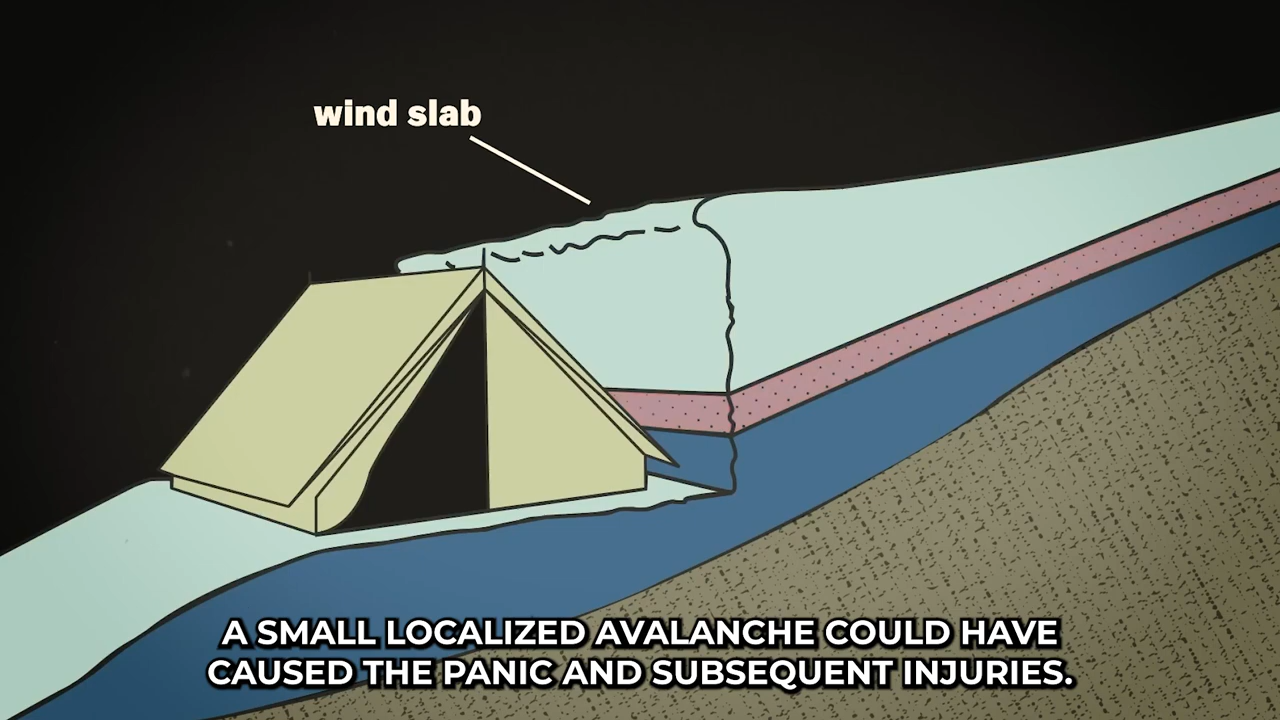 wind slab
A SMALL LOCALIZED AVALANCHE COULD HAVE
CAUSED THE PANIC AND SUBSEQUENT INJURIES.